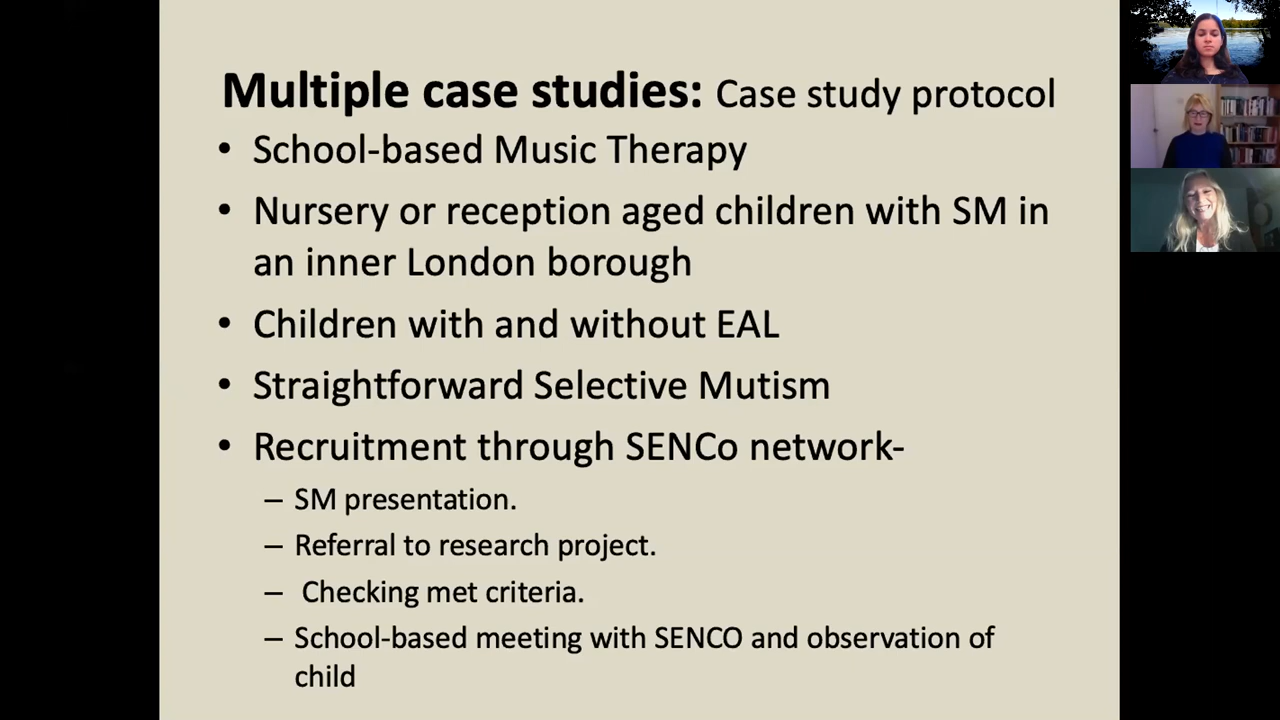 Multiple case studies: Case study protocol
• School-based Music Therapy
• Nursery or reception aged children with SM in
an inner London borough
• Children with and without EAL
• Straightforward Selective Mutism
• Recruitment through SENCo network-
– SM presentation.
– Referral to research project.
– Checking met criteria.
– School-based meeting with SENCO and observation of
child